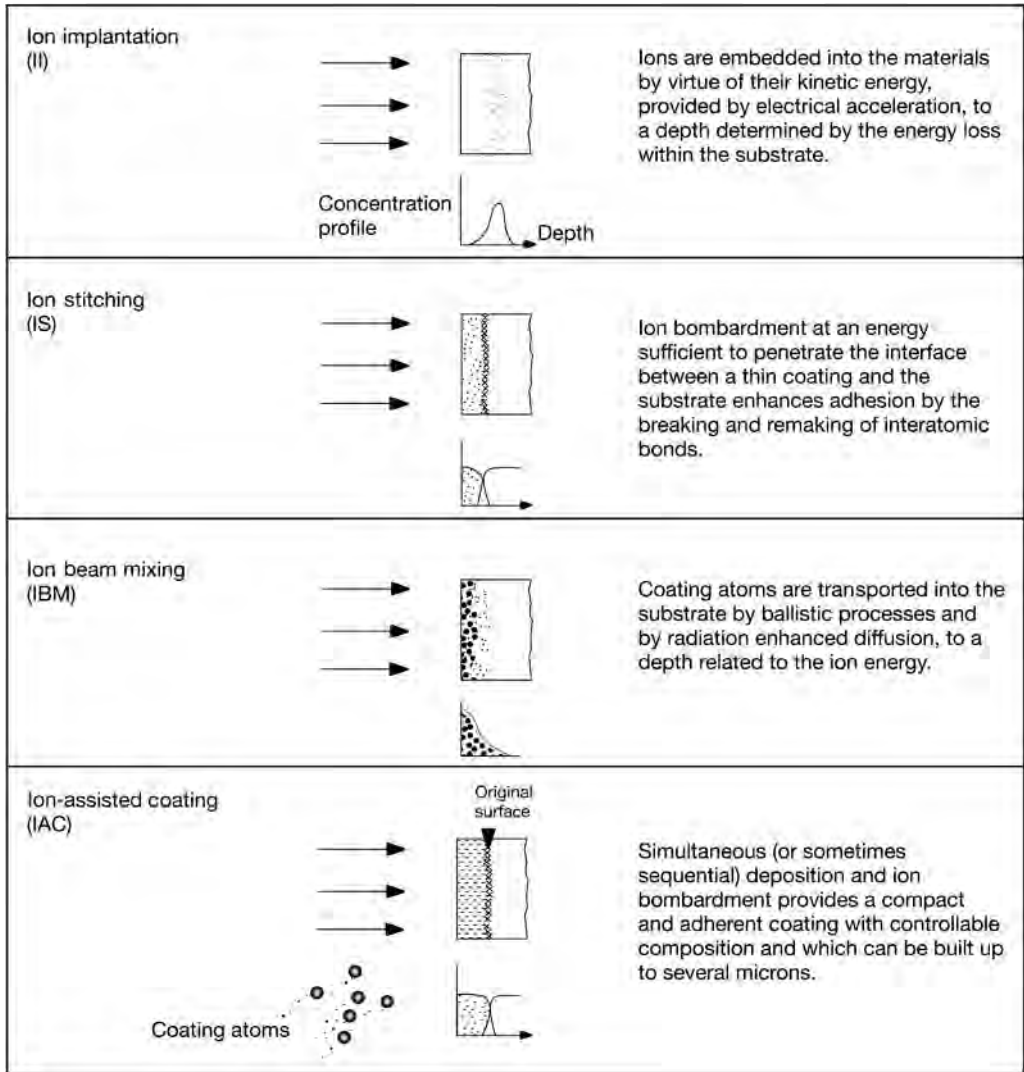 Ion implantation
(II)
Ions are embedded into the materials
by virtue of their kinetic energy,
provided by electrical acceleration, to
a depth determined by the energy loss
within the substrate.
Concentration
profile
Depth
Ion stitching
(IS)
Ion bombardment at an energy
sufficient to penetrate the interface
between a thin coating and the
substrate enhances adhesion by the
breaking and remaking of interatomic
bonds.
Ion beam mixing
(IBM)
Coating atoms are transported into the
substrate by ballistic processes and
by radiation enhanced diffusion, to a
depth related to the ion energy.
Ion-assisted coating
(IAC)
Original
surface
Simultaneous (or sometimes
sequential) deposition and ion
bombardment provides a compact
and adherent coating with controllable
composition and which can be built up
to several microns.
Coating atoms